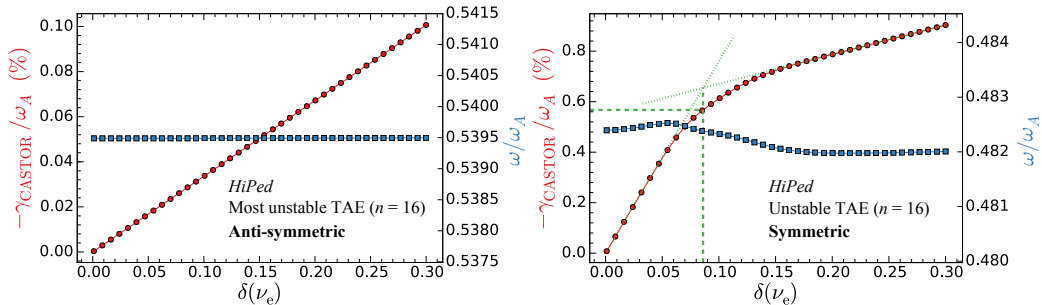 0.10
0.08
0.06
0.04
0.02
0.00
−γCASTOR/ωA (%)
0.5415
0.5410
0.5405
0.5400
0.5395
0.5390
0.5385
0.5380
0.5375
ω/ωA
HiPed
Most unstable TAE (n = 16)
Anti-symmetric
0.00 0.05 0.10 0.15 0.20 0.25 0.30
δ(νe)
0.8
0.6
0.4
0.2
0.0
−γCASTOR/ωA (%)
0.484
0.483
0.482
0.481
0.480
ω/ωA
HiPed
Unstable TAE (n = 16)
Symmetric
0.00 0.05 0.10 0.15 0.20 0.25 0.30
δ(νe)